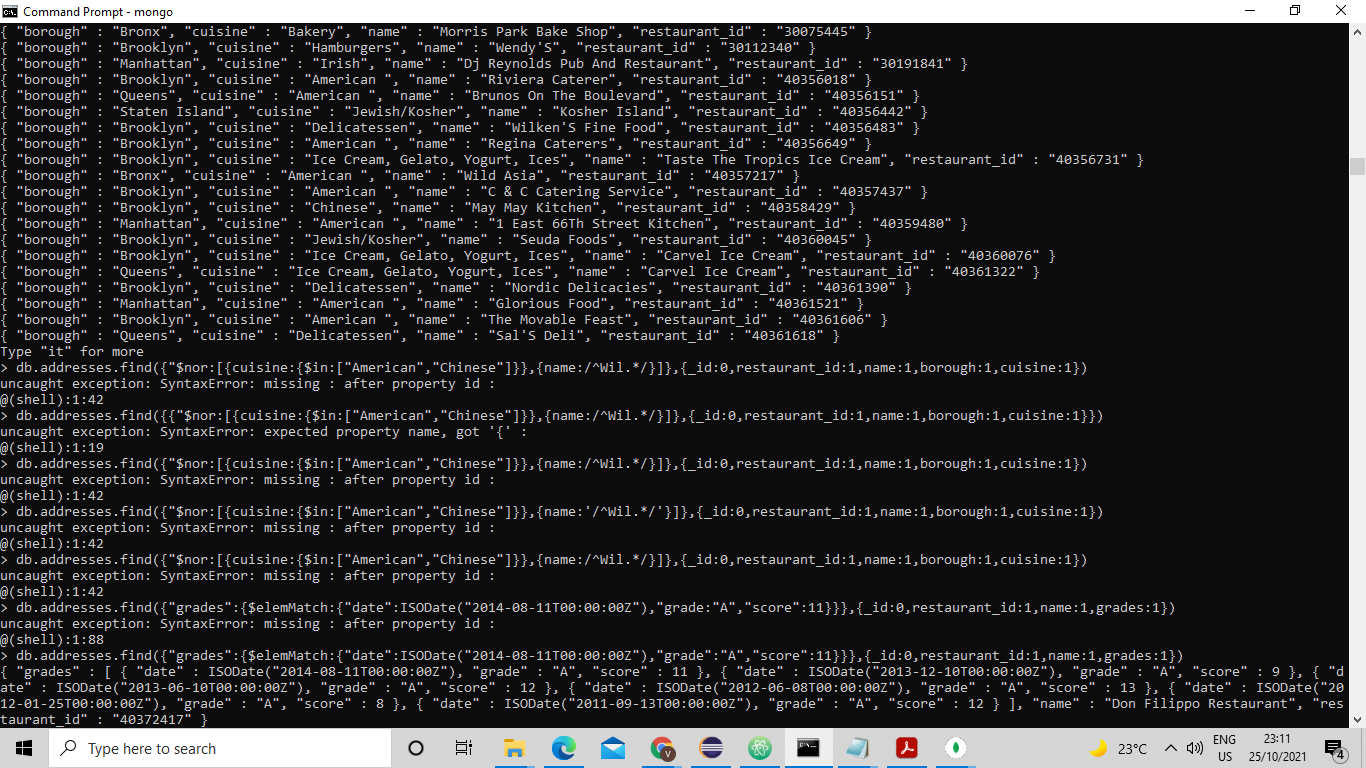 Command Prompt - mongo
{ "borough" : "Bronx", "cuisine" : "Bakery", "name" : "Morris Park Bake Shop", "restaurant_id" : "30075445" }
{ "borough" : "Brooklyn", "cuisine" : "Hamburgers", "name" : "Wendy'S", "restaurant_id" : "30112340" }
{ "borough" : "Manhattan", "cuisine" : "Irish", "name" : "Dj Reynolds Pub And Restaurant", "restaurant_id" : "30191841" }
{ "borough" : "Brooklyn", "cuisine" : "American ", "name" : "Riviera Caterer", "restaurant_id" : "40356018" }
{ "borough" : "Queens", "cuisine" : "American ", "name" : "Brunos On The Boulevard", "restaurant_id" : "40356151" }
{ "borough" : "Staten Island", "cuisine" : "Jewish/Kosher", "name" : "Kosher Island", "restaurant_id" : "40356442" }
{ "borough" : "Brooklyn", "cuisine" : "Delicatessen", "name" : "Wilken'S Fine Food", "restaurant_id" : "40356483" }
{ "borough" : "Brooklyn", "cuisine" : "American ", "name" : "Regina Caterers", "restaurant_id" : "40356649" }
{ "borough" : "Brooklyn", "cuisine" : "Ice Cream, Gelato, Yogurt, Ices", "name" : "Taste The Tropics Ice Cream", "restaurant_id" : "40356731" }
{ "borough" : "Bronx", "cuisine" : "American ", "name" : "Wild Asia", "restaurant_id" : "40357217" }
{ "borough" : "Brooklyn", "cuisine" : "American ", "name" : "C & C Catering Service", "restaurant_id" : "40357437" }
{ "borough" : "Brooklyn", "cuisine" : "Chinese", "name" : "May May Kitchen", "restaurant_id" : "40358429" }
{ "borough" : "Manhattan", "cuisine" : "American ", "name" : "1 East 66Th Street Kitchen", "restaurant_id" : "40359480" }
{ "borough" : "Brooklyn", "cuisine" : "Jewish/Kosher", "name" : "Seuda Foods", "restaurant_id" : "40360045" }
{ "borough" : "Brooklyn", "cuisine" : "Ice Cream, Gelato, Yogurt, Ices", "name" : "Carvel Ice Cream", "restaurant_id" : "40360076" }
{ "borough" : "Queens", "cuisine" : "Ice Cream, Gelato, Yogurt, Ices", "name" : "Carvel Ice Cream", "restaurant_id" : "40361322" }
{ "borough" : "Brooklyn", "cuisine" : "Delicatessen", "name" : "Nordic Delicacies", "restaurant_id" : "40361390" }
{ "borough" : "Manhattan", "cuisine" : "American ", "name" : "Glorious Food", "restaurant_id" : "40361521" }
{ "borough" : "Brooklyn", "cuisine" : "American ", "name" : "The Movable Feast", "restaurant_id" : "40361606" }
{ "borough" : "Queens", "cuisine" : "Delicatessen", "name" : "Sal'S Deli", "restaurant_id" : "40361618" }
Type "it" for more
> db.addresses.find({"$nor:[{cuisine:{$in:["American","Chinese"]}},{name:/^Wil.*/}]},{_id:0,restaurant_id:1,name:1,borough:1,cuisine:1})
uncaught exception: SyntaxError: missing : after property id :
@(shell):1:42
> db.addresses.find({{"$nor:[{cuisine:{$in:["American","Chinese"]}},{name:/^Wil.*/}]},{_id:0,restaurant_id:1,name:1,borough:1,cuisine:1}})
uncaught exception: SyntaxError: expected property name, got '{' :
@(shell):1:19
> db.addresses.find({"$nor:[{cuisine:{$in:["American","Chinese"]}},{name:/^Wil.*/}]},{_id:0,restaurant_id:1,name:1,borough:1,cuisine:1})
uncaught exception: SyntaxError: missing : after property id :
@(shell):1:42
> db.addresses.find({"$nor:[{cuisine:{$in:["American","Chinese"]}},{name:'/^Wil.*/'}]},{_id:0,restaurant_id:1,name:1,borough:1,cuisine:1})
uncaught exception: SyntaxError: missing : after property id :
@(shell):1:42
> db.addresses.find({"$nor:[{cuisine:{$in:["American","Chinese"]}},{name:/^Wil.*/}]},{_id:0,restaurant_id:1,name:1,borough:1,cuisine:1})
uncaught exception: SyntaxError: missing : after property id :
@(shell):1:42
> db.addresses.find({"grades":{$elemMatch:{"date":ISODate("2014-08-11T00:00:00Z"),"grade:"A","score":11}}},{_id:0,restaurant_id:1,name:1,grades:1})
uncaught exception: SyntaxError: missing : after property id :
@(shell):1:88
> db.addresses.find({"grades":{$elemMatch:{"date":ISODate("2014-08-11T00:00:00Z"),"grade":"A","score":11}}},{_id:0,restaurant_id:1,name:1,grades:1})
{ "grades" : [ { "date" : ISODate("2014-08-11T00:00:00Z"), "grade" : "A", "score" : 11 }, { "date" : ISODate("2013-12-10T00:00:00Z"), "grade" : "A", "score" : 9 }, { "d
ate" : ISODate("2013-06-10T00:00:00Z"), "grade" : "A", "score" : 12 }, { "date" : ISODate("2012-06-08T00:00:00Z"), "grade" : "A", "score" : 13 }, { "date" : ISODate("20
12-01-25T00:00:00Z"), "grade" : "A", "score" : 8 }, { "date" : ISODate("2011-09-13T00:00:00Z"), "grade" : "A", "score" : 12 } ], "name" : "Don Filippo Restaurant", "res
taurant_id" : "40372417" }
Type here to search
V
23°C
ENG
US
23:11
25/10/2021
4